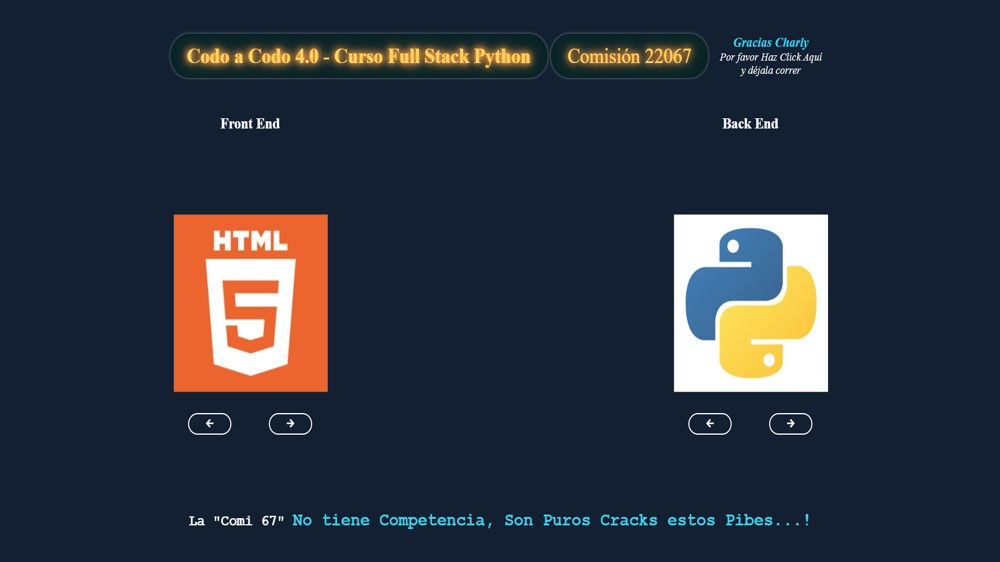 Codo a Codo 4.0 - Curso Full Stack Python
Comisión 22067
Gracias Charly
Por favor Haz Click Aquí
y déjala correr
Front End
Back End
HTML
5
← →
← →
La "Comi 67" No tiene Competencia, Son Puros Cracks estos Pibes...!